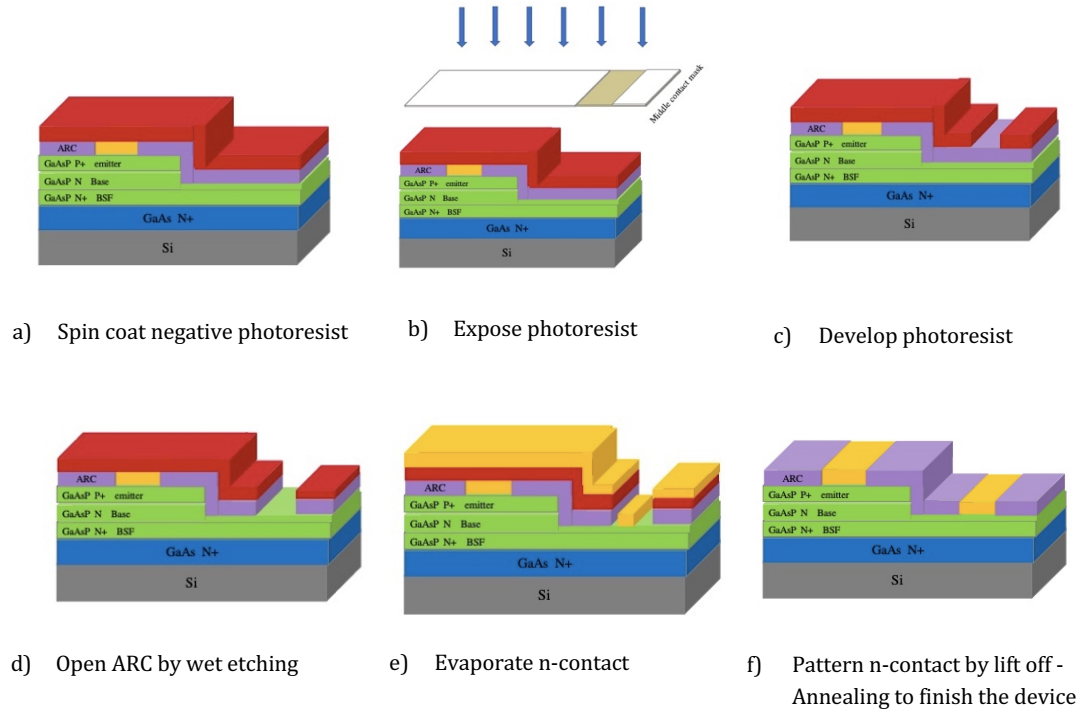 Middle contact mask
ARC
GaAsP P+ emitter
GaAsP N Base
GaAsP N+ BSF
GaAs N+
Si
ARC
GaAsP P+ emitter
GaAsP N Base
GaAsP N+ BSF
GaAs N+
Si
ARC
GaAsP P+ emitter
GaAsP N Base
GaAsP N+ BSF
GaAs N+
Si
a) Spin coat negative photoresist
b) Expose photoresist
c) Develop photoresist
ARC
GaAsP P+ emitter
GaAsP N Base
GaAsP N+ BSF
GaAs N+
Si
ARC
GaAsP P+ emitter
GaAsP N Base
GaAsP N+ BSF
GaAs N+
Si
ARC
GaAsP P+ emitter
GaAsP N Base
GaAsP N+ BSF
GaAs N+
Si
d) Open ARC by wet etching
e) Evaporate n-contact
f) Pattern n-contact by lift off -
Annealing to finish the device